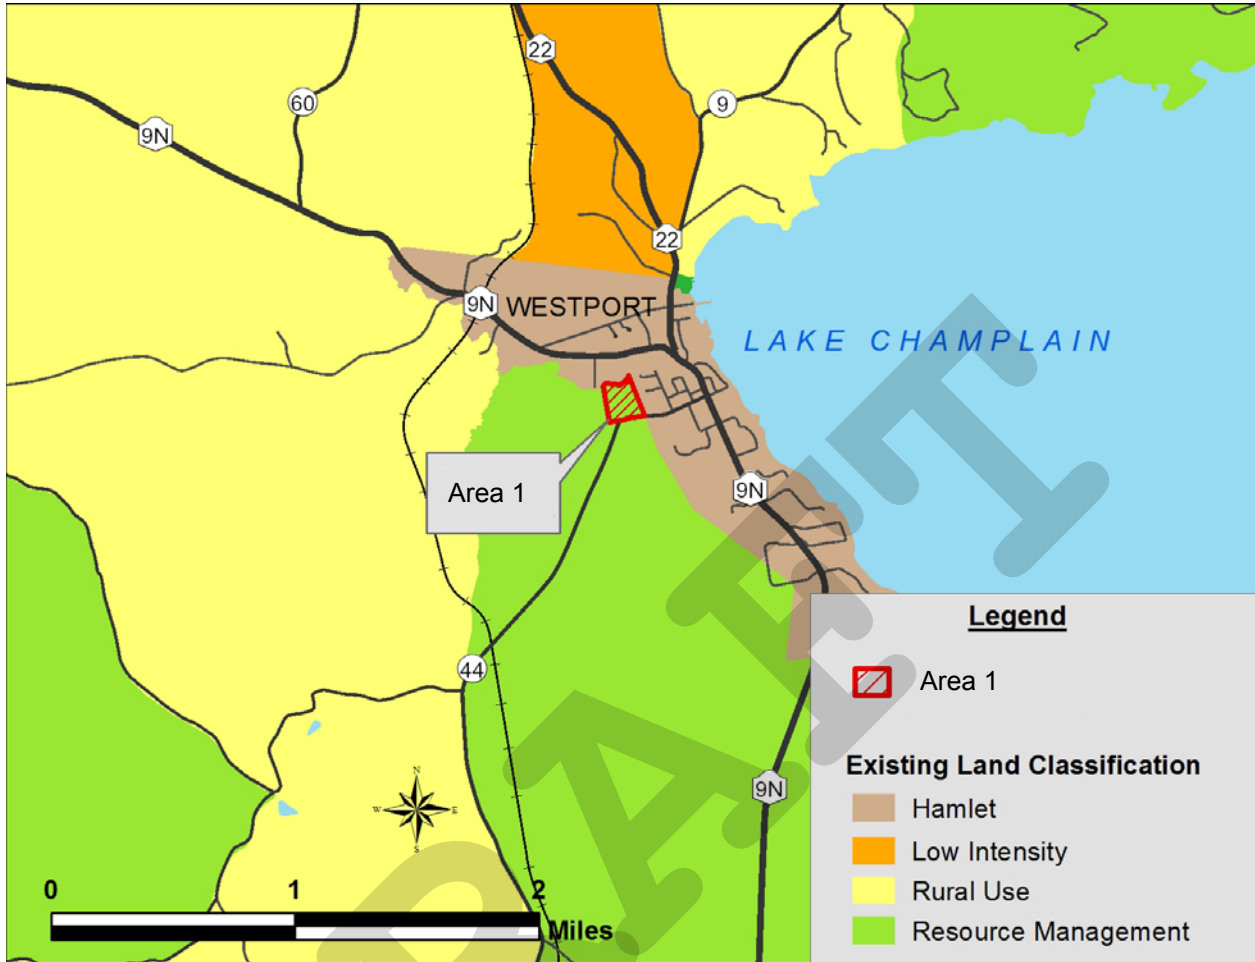 22
60
9
9N
22
9N
WESTPORT
LAKE CHAMPLAIN
Area 1
9N
44
9N
N
W
E
S
0 1 2
Miles
Legend
Area 1
Existing Land Classification
Hamlet
Low Intensity
Rural Use
Resource Management
DRAFT